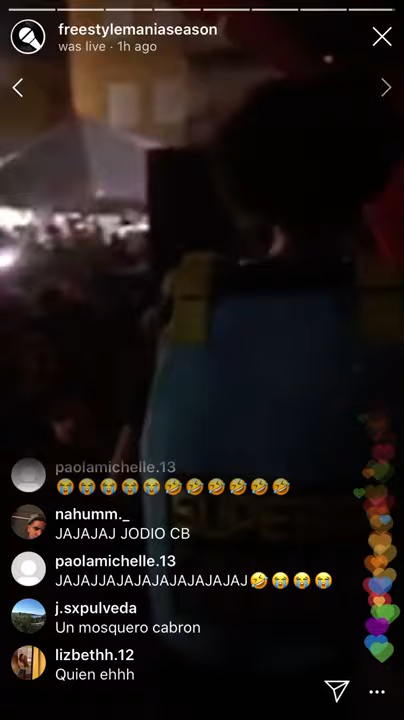 freestylemaniaseason
was live · 1h ago
paolamichelle.13
😭😭😭😭😭🤣🤣🤣🤣🤣🤣
nahumm._
JAJAJAJ JODIO CB
paolamichelle.13
JAJAJJAJAJAJAJAJAJAJ🤣😭😭😭
j.sxpulveda
Un mosquero cabron
lizbethh.12
Quien ehhh